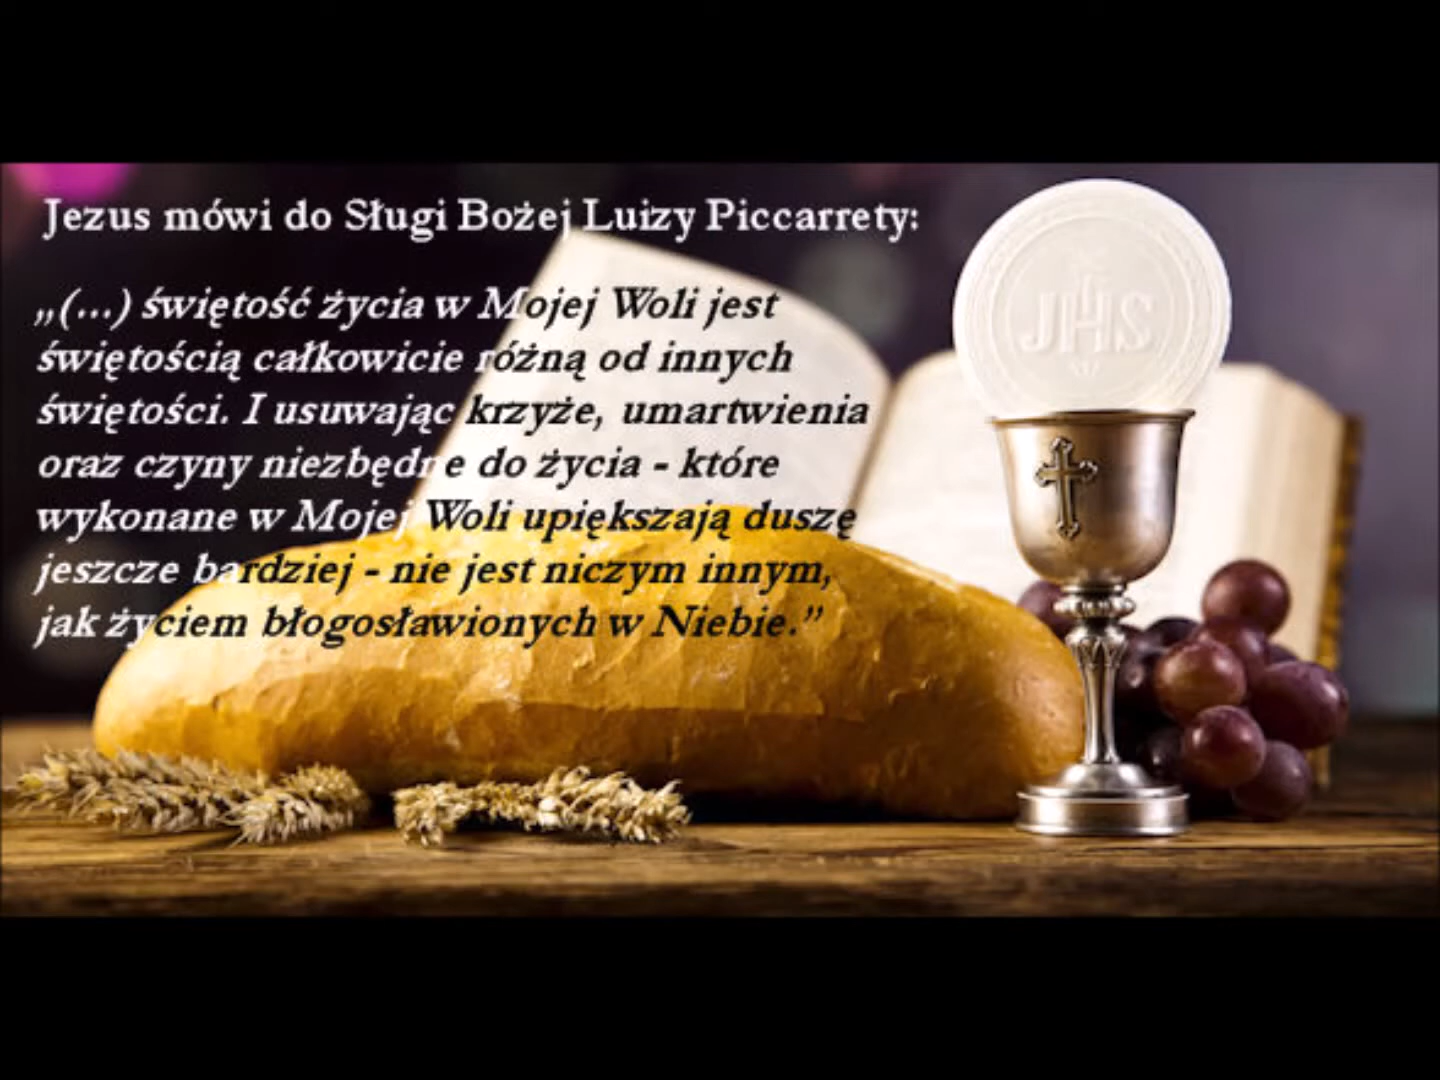 Jezus mówi do Sługi Bożej Luizy Piccarrety:
„(...) świętość życia w Mojej Woli jest
świętością całkowicie różną od innych
świętości. I usuwając krzyże, umartwienia
oraz czyny niezbędne do życia - które
wykonane w Mojej Woli upiększają duszę
jeszcze bardziej - nie jest niczym innym,
jak życiem błogosławionych w Niebie.”
JHS